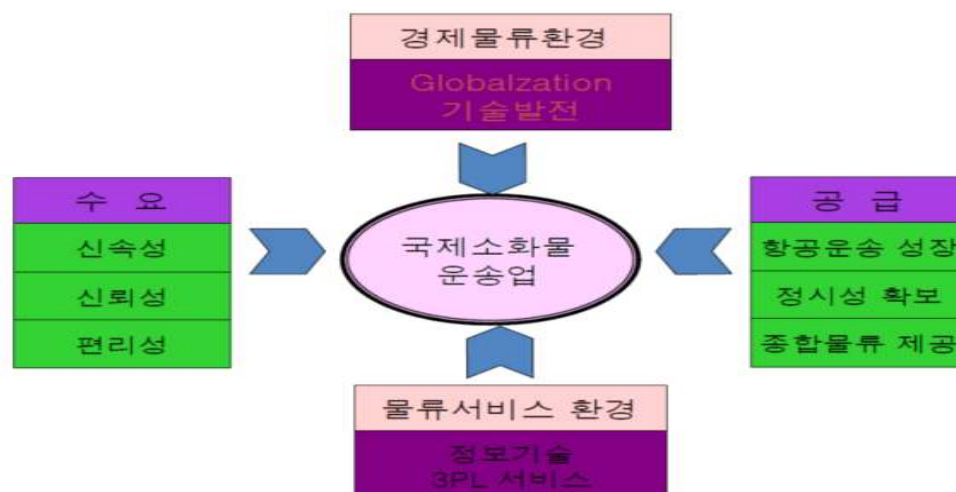 경제물류환경
Globalzation
기술발전
수 요
신속성
신뢰성
편리성
국제소화물
운송업
공 급
항공운송 성장
정시성 확보
종합물류 제공
물류서비스 환경
정보기술
3PL 서비스